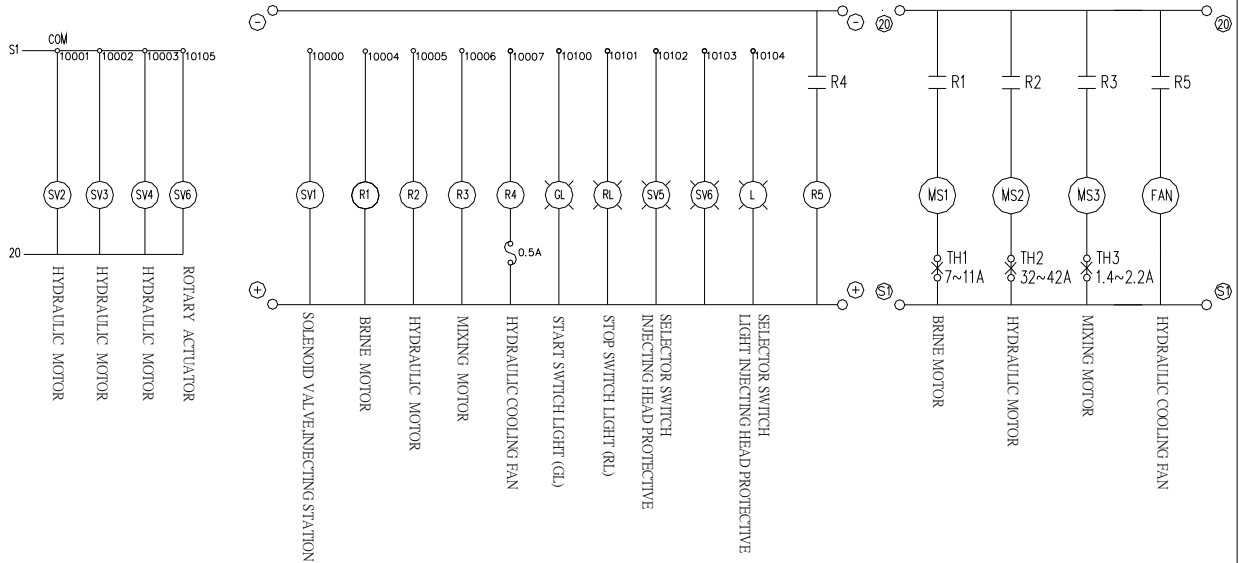 S1
COM
10001
10002
10003
10105
SV2
SV3
SV4
SV6
20
HYDRAULIC MOTOR
HYDRAULIC MOTOR
HYDRAULIC MOTOR
ROTARY ACTUATOR
-
-
10000
10004
10005
10006
10007
10100
10101
10102
10103
10104
R4
SV1
R1
R2
R3
R4
GL
RL
SV5
SV6
L
R5
0.5A
+
+
SOLENOID VALVE,INJECTING STATION
BRINE MOTOR
HYDRAULIC MOTOR
MIXING MOTOR
HYDRAULIC COOLING FAN
START SWTICH LIGHT (GL)
STOP SWITCH LIGHT (RL)
SELECTOR SWITCH
INJECTING HEAD PROTECTIVE
SELECTOR SWITCH
LIGHT INJECTING HEAD PROTECTIVE
20
20
R1
R2
R3
R5
MS1
MS2
MS3
FAN
TH1
7~11A
TH2
32~42A
TH3
1.4~2.2A
S1
S1
BRINE MOTOR
HYDRAULIC MOTOR
MIXING MOTOR
HYDRAULIC COOLING FAN